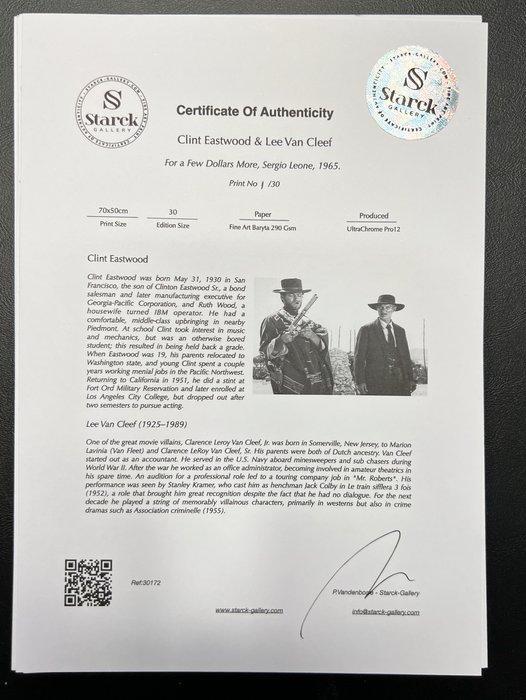 STARCK-GALLERY.COM
Starck
GALLERY
Starck
GALLERY
Certificate Of Authenticity
Clint Eastwood & Lee Van Cleef
For a Few Dollars More, Sergio Leone, 1965.
Print No 1 /30
70x50cm 30 Paper Produced
Print Size Edition Size Fine Art Baryta 290 Gsm UltraChrome Pro12
Clint Eastwood
Clint Eastwood was born May 31, 1930 in San
Francisco, the son of Clinton Eastwood Sr., a bond
salesman and later manufacturing executive for
Georgia-Pacific Corporation, and Ruth Wood, a
housewife turned IBM operator. He had a
comfortable, middle-class upbringing in nearby
Piedmont. At school Clint took interest in music
and mechanics, but was an otherwise bored
student; this resulted in being held back a grade.
When Eastwood was 19, his parents relocated to
Washington state, and young Clint spent a couple
years working menial jobs in the Pacific Northwest.
Returning to California in 1951, he did a stint at
Fort Ord Military Reservation and later enrolled at
Los Angeles City College, but dropped out after
two semesters to pursue acting.
Lee Van Cleef (1925–1989)
One of the great movie villains, Clarence Leroy Van Cleef, Jr. was born in Somerville, New Jersey, to Marion
Lavinia (Van Fleet) and Clarence LeRoy Van Cleef, Sr. His parents were both of Dutch ancestry. Van Cleef
started out as an accountant. He served in the U.S. Navy aboard minesweepers and sub chasers during
World War II. After the war he worked as an office administrator, becoming involved in amateur theatrics in
his spare time. An audition for a professional role led to a touring company job in "Mr. Roberts". His
performance was seen by Stanley Kramer, who cast him as henchman Jack Colby in Le train sifflera 3 fois
(1952), a role that brought him great recognition despite the fact that he had no dialogue. For the next
decade he played a string of memorably villainous characters, primarily in westerns but also in crime
dramas such as Association criminelle (1955).
Ref:30172
P.Vandenbogh - Starck-Gallery
www.starck-gallery.com
info@starck-gallery.com